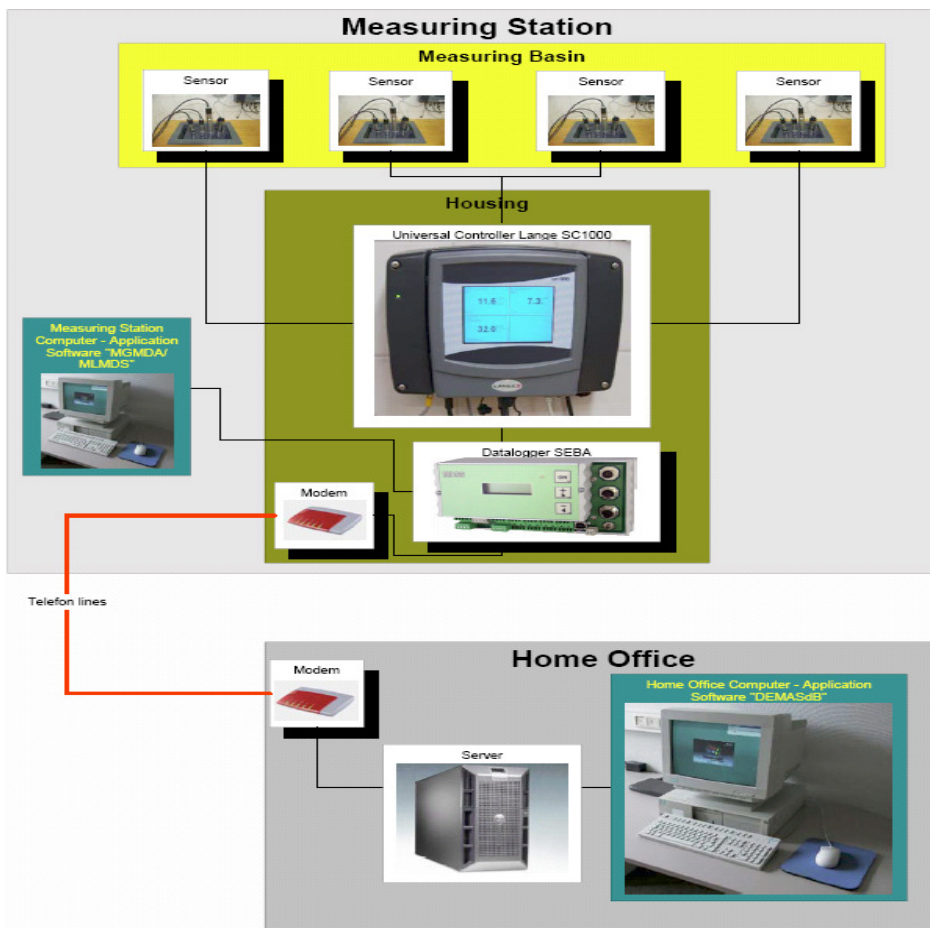 Measuring Station
Measuring Basin
Sensor
Sensor
Sensor
Sensor
Housing
Universal Controller Lange SC1000
11.6
7.3
32.0
Measuring Station
Computer - Application
Software "MGMDA/
MLMDS"
Datalogger SEBA
Modem
Telefon lines
Home Office
Modem
Home Office Computer - Application
Software "DEMASdB"
Server